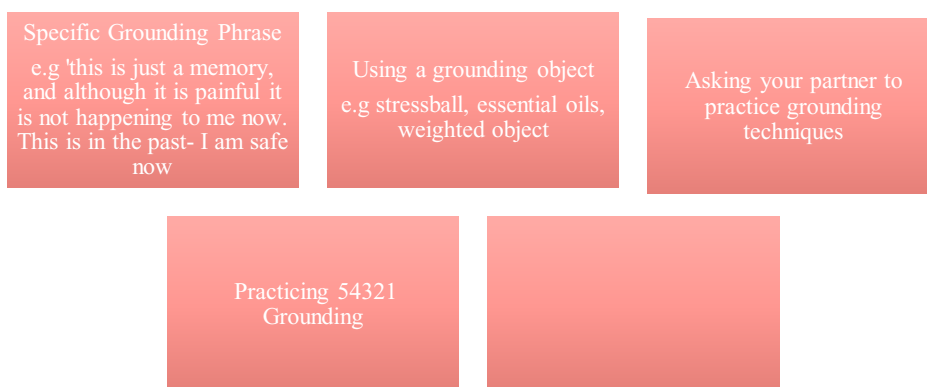 Specific Grounding Phrase
e.g 'this is just a memory,
and although it is painful it
is not happening to me now.
This is in the past- I am safe
now
Using a grounding object
e.g stressball, essential oils,
weighted object
Asking your partner to
practice grounding
techniques
Practicing 54321
Grounding